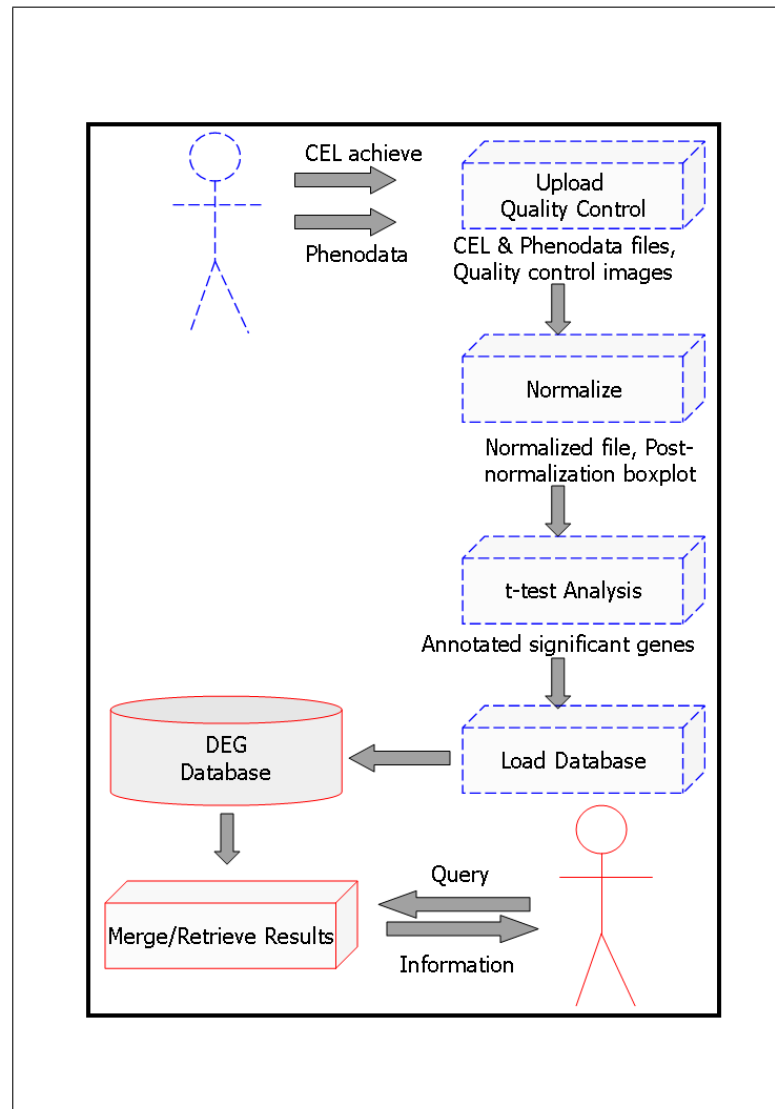 CEL achieve
Phenodata
Upload
Quality Control
CEL & Phenodata files,
Quality control images
Normalize
Normalized file, Post-
normalization boxplot
t-test Analysis
Annotated significant genes
Load Database
DEG
Database
Merge/Retrieve Results
Query
Information